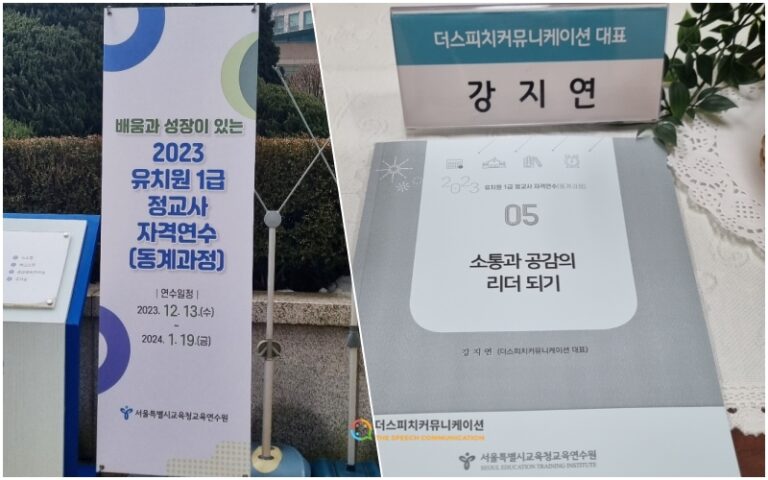 배움과 성장이 있는
2023
유치원 1급
정교사
자격연수
(동계과정)
| 연수일정 |
2023. 12. 13.(수)
~
2024. 1. 19.(금)
서울특별시교육청교육연수원
더스피치커뮤니케이션 대표
강 지 연
2023 유치원 1급 정교사 자격연수(동계과정)
05
소통과 공감의
리더 되기
강 지 연 (더스피치커뮤니케이션 대표)
더스피치커뮤니케이션
THE SPEECH COMMUNICATION
서울특별시교육청교육연수원
SEOUL EDUCATION TRAINING INSTITUTE